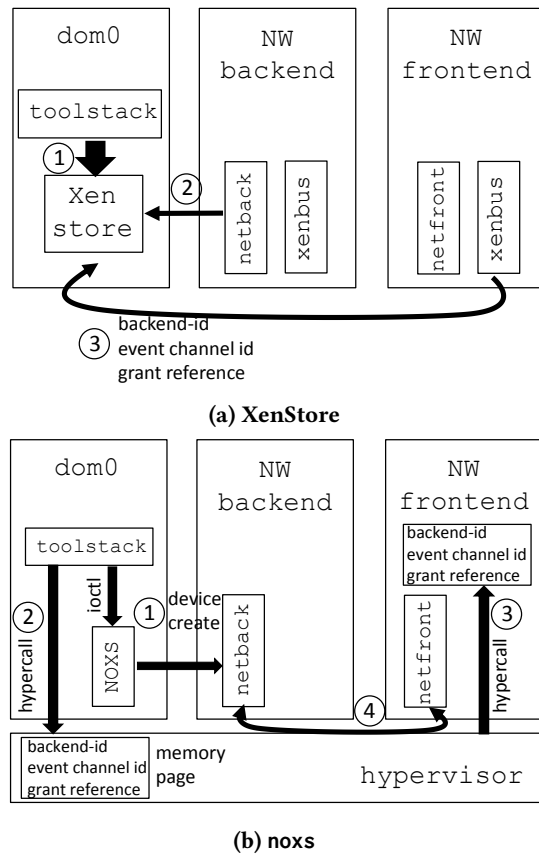 dom0
NW
backend
NW
frontend
toolstack
1
Xen
store
2
netback
xenbus
netfront
xenbus
3
backend-id
event channel id
grant reference
(a) XenStore
dom0
NW
backend
NW
frontend
toolstack
backend-id
event channel id
grant reference
2
hypercall
ioctl
1
device
create
NOXS
netback
netfront
3
hypercall
4
backend-id
event channel id
grant reference
memory
page
hypervisor
(b) noxs